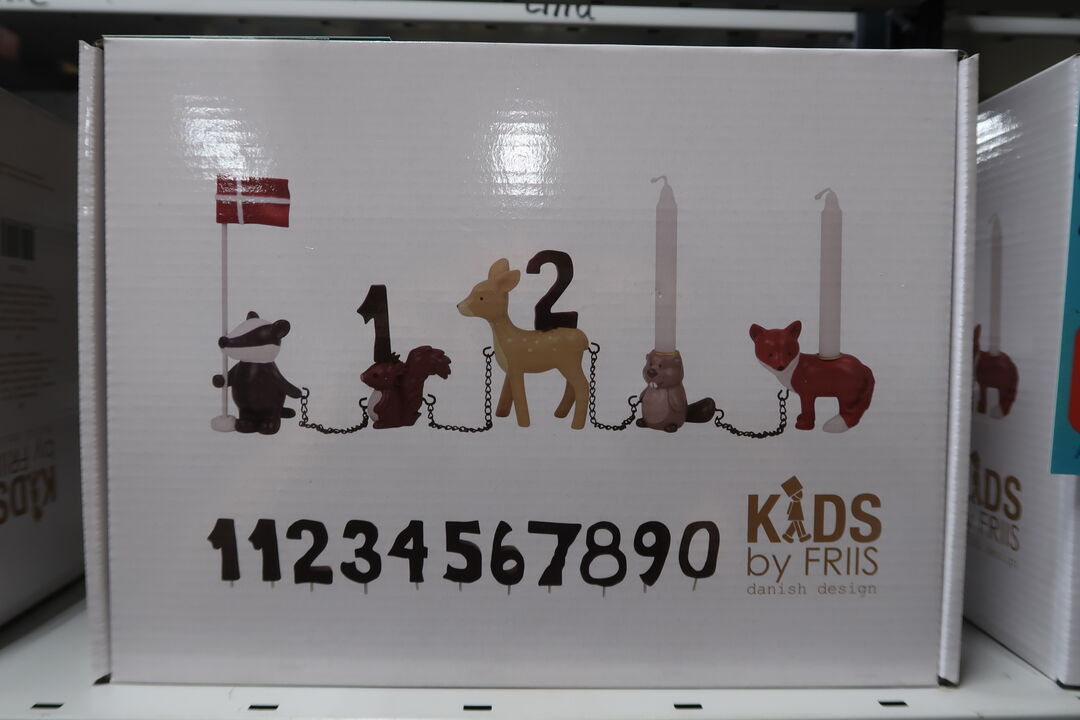 1
2
11234567890
KiDS
by FRIIS
danish design